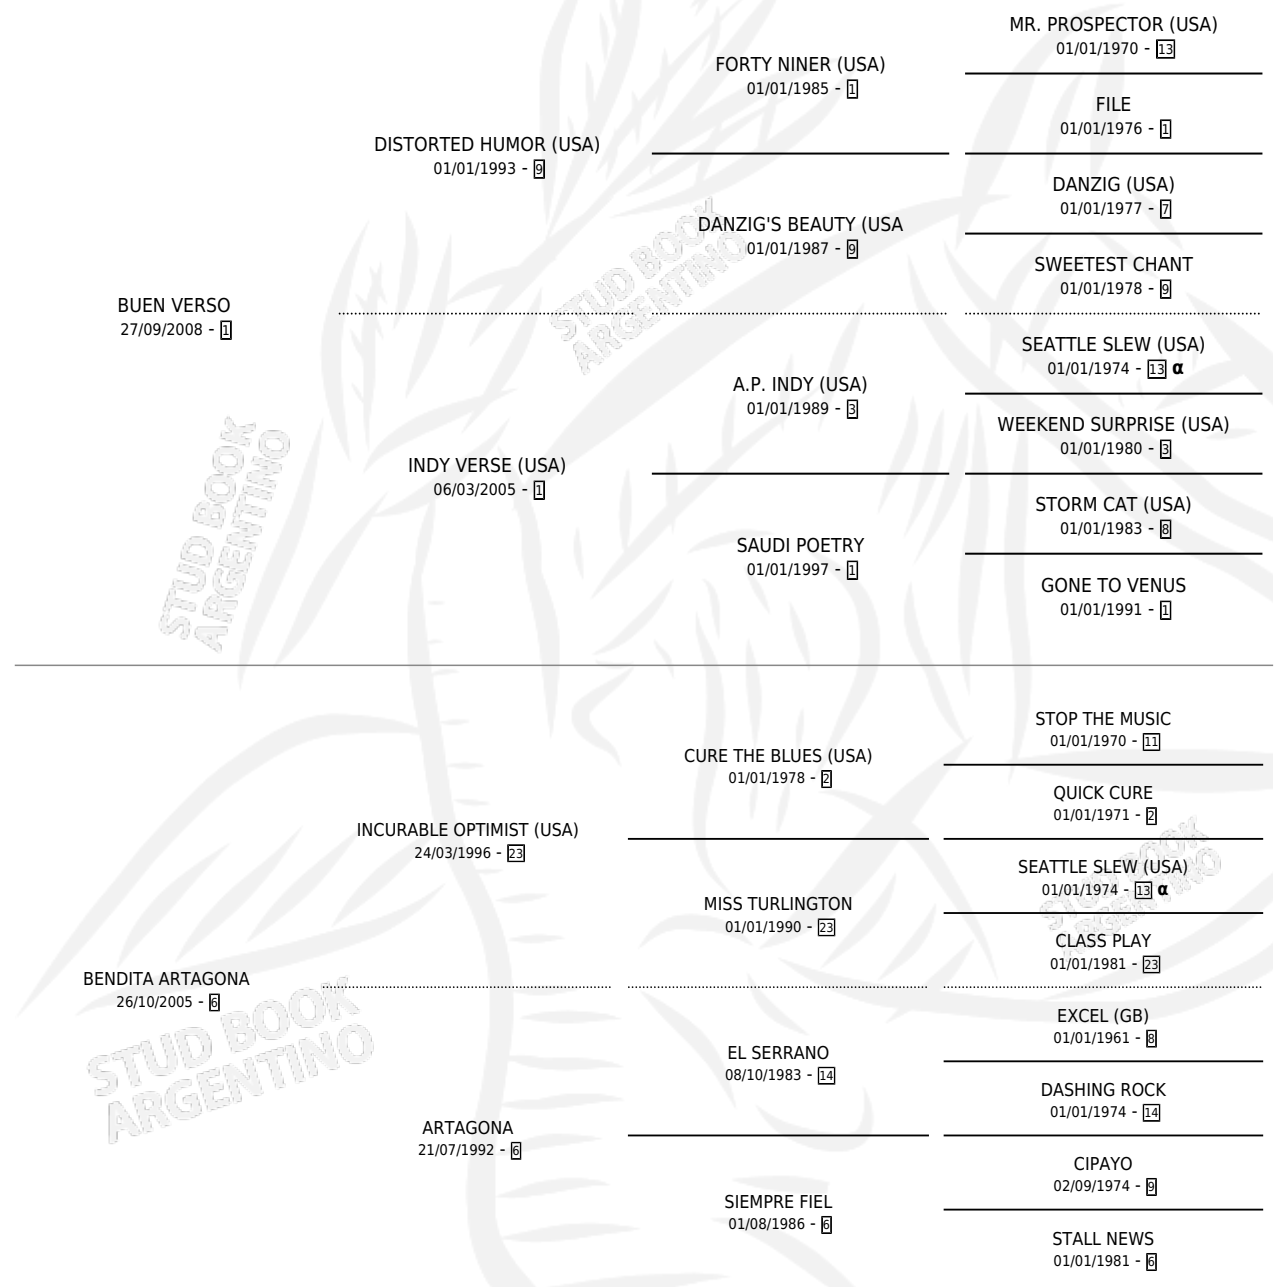 MR. PROSPECTOR (USA)
01/01/1970 - 13
FORTY NINER (USA)
01/01/1985 - 1
FILE
01/01/1976 - 1
DISTORTED HUMOR (USA)
01/01/1993 - 9
DANZIG (USA)
01/01/1977 - 7
DANZIG'S BEAUTY (USA
01/01/1987 - 9
SWEETEST CHANT
01/01/1978 - 9
STUD BOOK
ARGENTINO
BUEN VERSO
27/09/2008 - 1
SEATTLE SLEW (USA)
01/01/1974 - 13 α
A.P. INDY (USA)
01/01/1989 - 3
WEEKEND SURPRISE (USA)
01/01/1980 - 3
INDY VERSE (USA)
06/03/2005 - 1
STORM CAT (USA)
01/01/1983 - 8
SAUDI POETRY
01/01/1997 - 1
GONE TO VENUS
01/01/1991 - 1
STUD BOOK
ARGENTINO
STOP THE MUSIC
01/01/1970 - 11
CURE THE BLUES (USA)
01/01/1978 - 2
QUICK CURE
01/01/1971 - 2
INCURABLE OPTIMIST (USA)
24/03/1996 - 23
SEATTLE SLEW (USA)
01/01/1974 - 13 α
MISS TURLINGTON
01/01/1990 - 23
CLASS PLAY
01/01/1981 - 23
STUD BOOK
ARGENTINO
BENDITA ARTAGONA
26/10/2005 - 6
EXCEL (GB)
01/01/1961 - 8
EL SERRANO
08/10/1983 - 14
DASHING ROCK
01/01/1974 - 14
STUD BOOK
ARGENTINO
ARTAGONA
21/07/1992 - 6
CIPAYO
02/09/1974 - 9
SIEMPRE FIEL
01/08/1986 - 6
STALL NEWS
01/01/1981 - 6